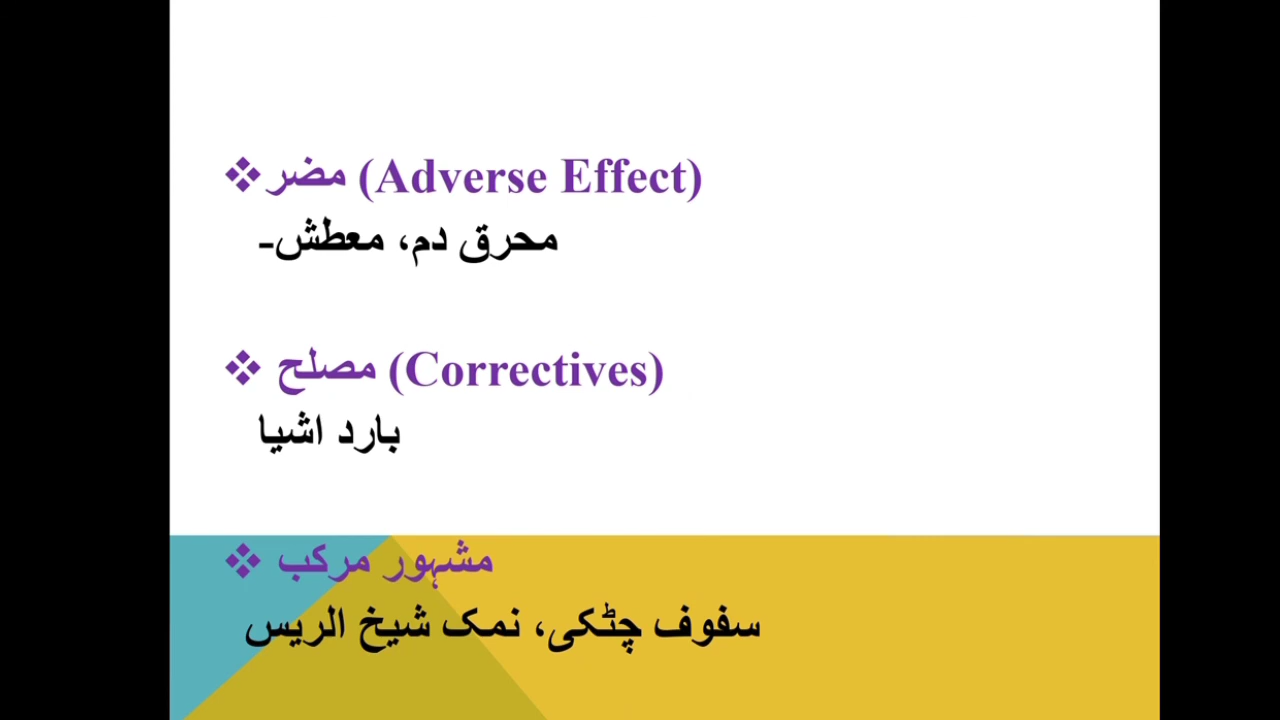 ❖مضر (Adverse Effect)
محرق دم، معطش-
❖ مصلح (Correctives)
بارد اشیا
❖ مشہور مرکب
سفوف چٹکی، نمک شیخ الریس